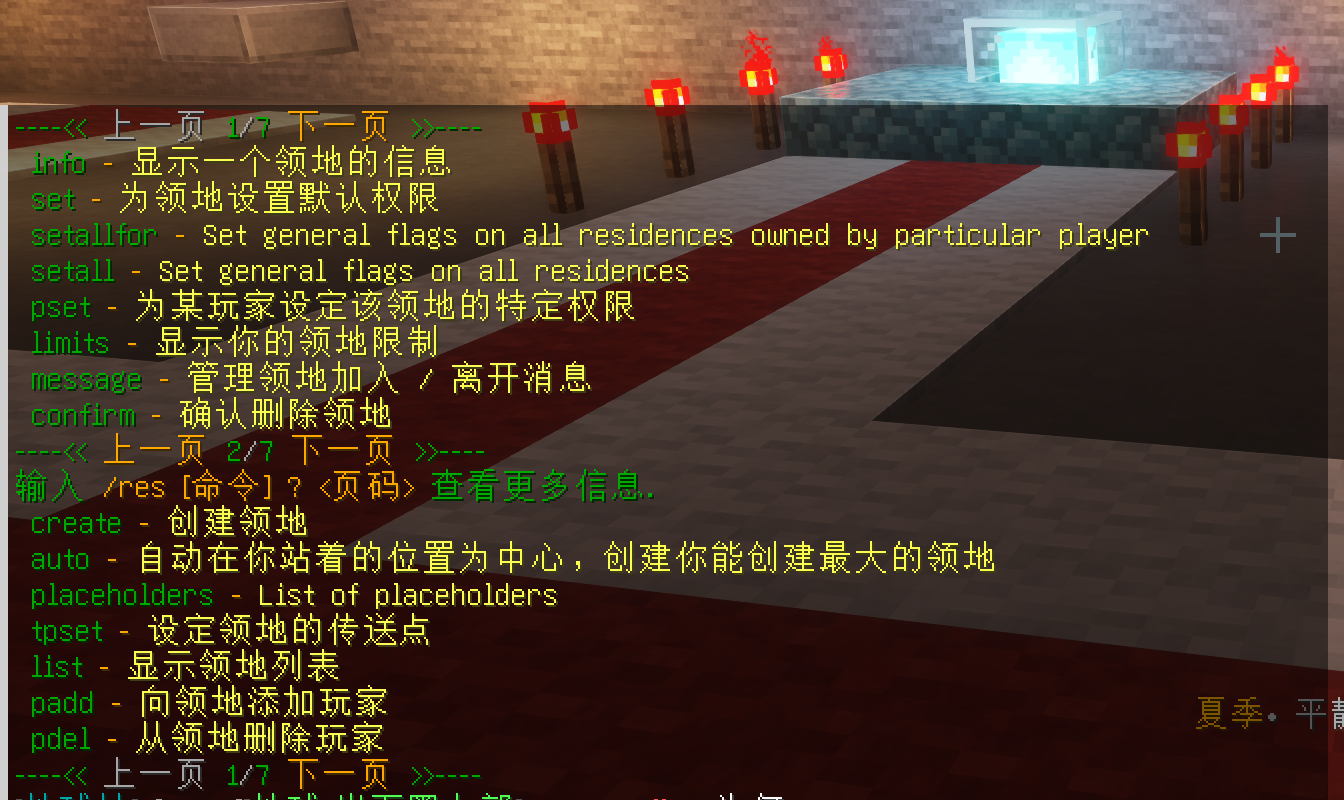 ----<< 上一页 1/7 下一页 >>----
info - 显示一个领地的信息
set - 为领地设置默认权限
setallfor - Set general flags on all residences owned by particular player
setall - Set general flags on all residences
pset - 为某玩家设定该领地的特定权限
limits - 显示你的领地限制
message - 管理领地加入 / 离开消息
confirm - 确认删除领地
----<< 上一页 2/7 下一页 >>----
输入 /res [命令] ? <页码> 查看更多信息.
create - 创建领地
auto - 自动在你站着的位置为中心，创建你能创建最大的领地
placeholders - List of placeholders
tpset - 设定领地的传送点
list - 显示领地列表
padd - 向领地添加玩家
夏季• 平静
pdel - 从领地删除玩家
----<< 上一页 1/7 下一页 >>----